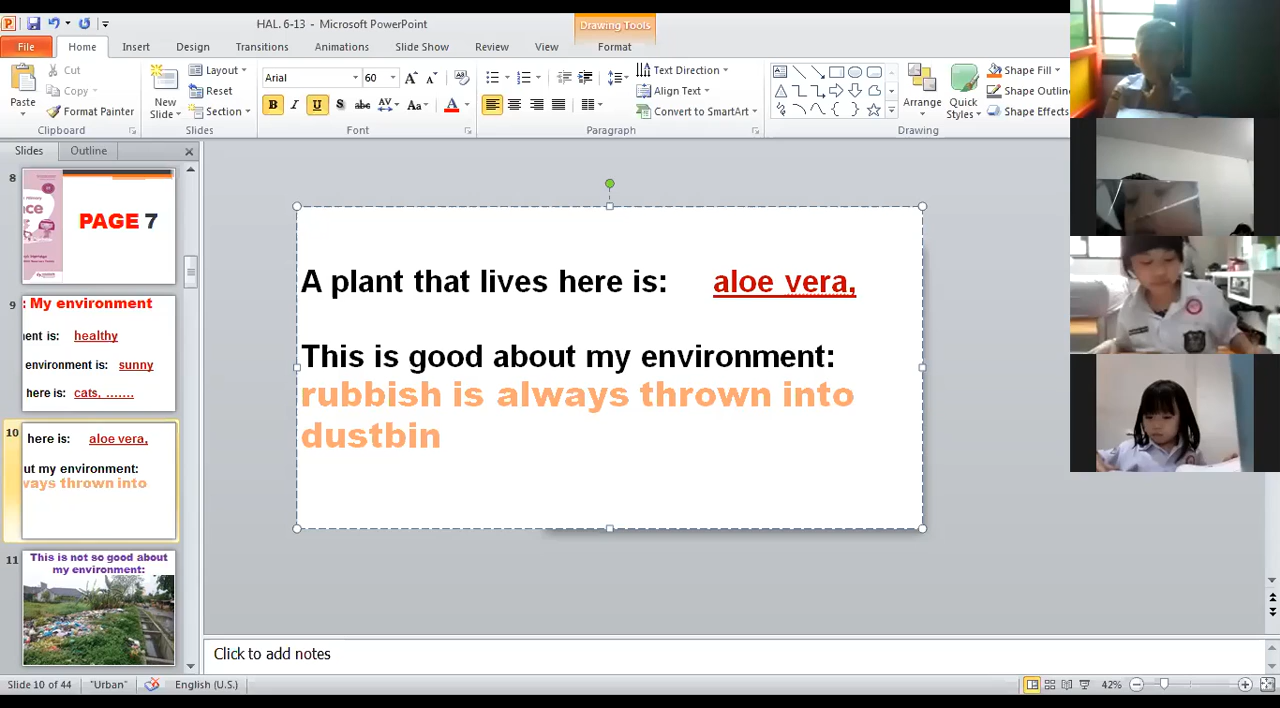 HAL. 6-13 - Microsoft PowerPoint
Drawing Tools
File Home Insert Design Transitions Animations Slide Show Review View Format
Paste
Cut
Copy
Format Painter
Clipboard
New Slide
Layout
Reset
Section
Slides
Arial 60
B I U S abc AV Aa A
Font
Text Direction
Align Text
Convert to SmartArt
Paragraph
Arrange
Quick Styles
Shape Fill
Shape Outline
Shape Effects
Drawing
Slides Outline
8
PAGE 7
9
: My environment
ent is: healthy
environment is: sunny
here is: cats, .......
10
here is: aloe vera,
ut my environment:
ways thrown into
11
This is not so good about
my environment:
A plant that lives here is: aloe vera,
This is good about my environment:
rubbish is always thrown into
dustbin
Click to add notes
Slide 10 of 44 "Urban" English (U.S.) 42%